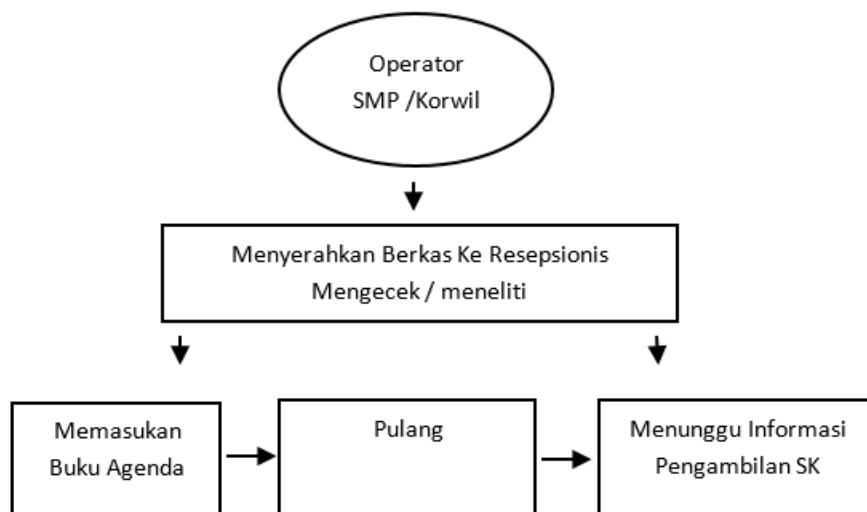 Operator
SMP /Korwil
Menyerahkan Berkas Ke Resepsionis
Mengecek / meneliti
Memasukan
Buku Agenda
Pulang
Menunggu Informasi
Pengambilan SK